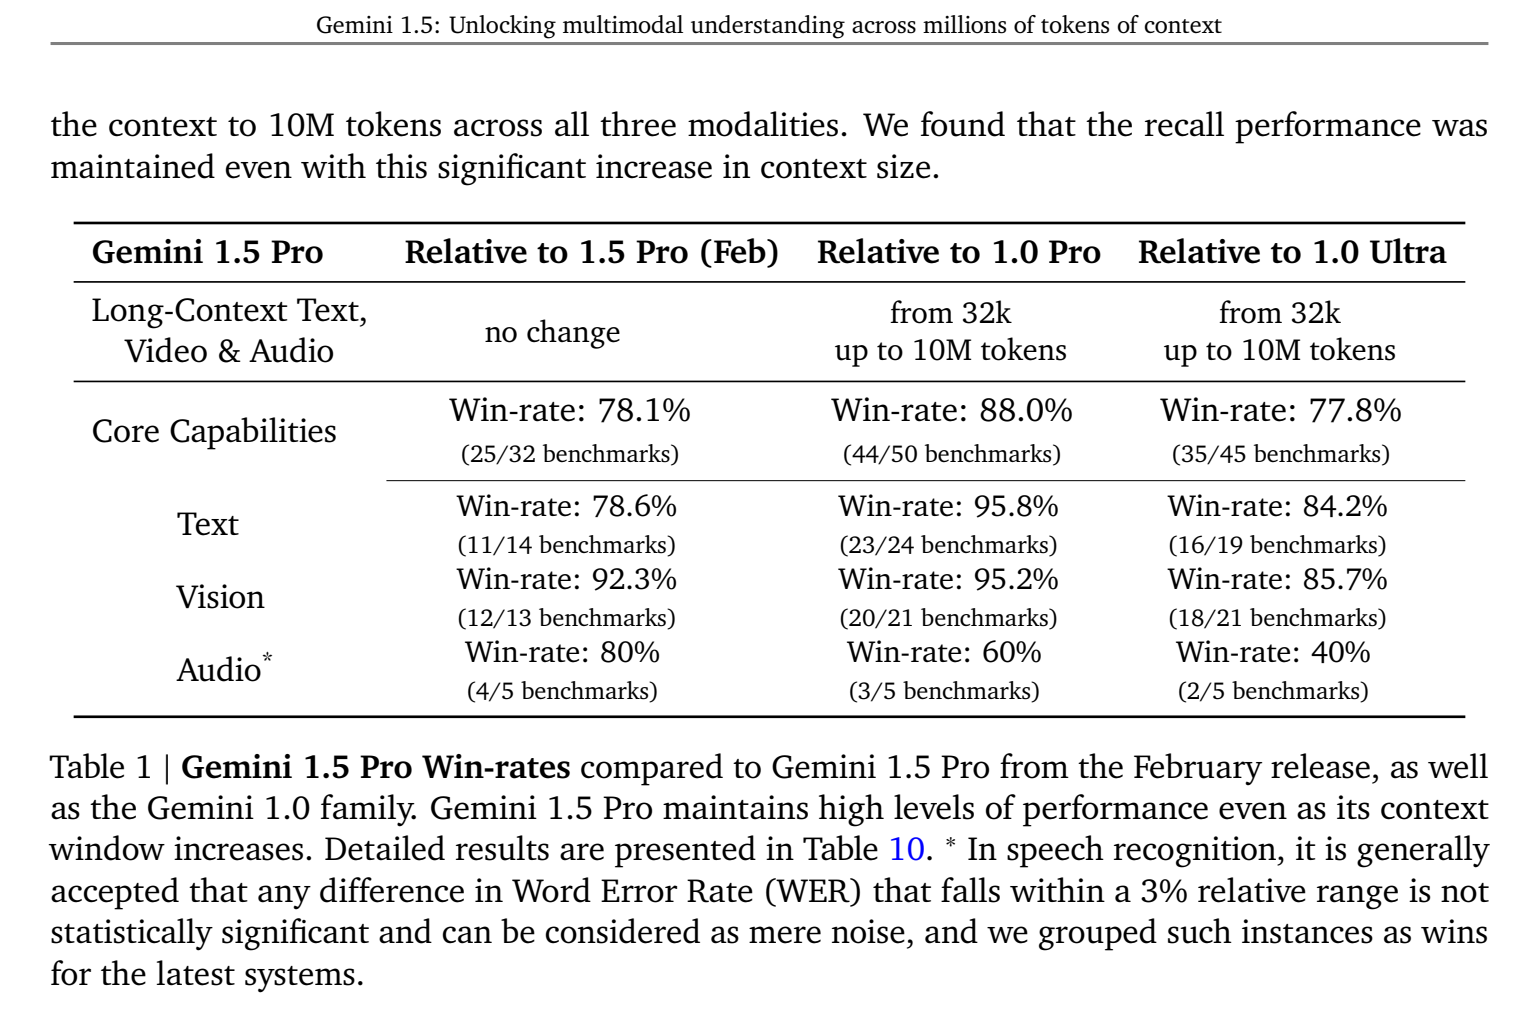 Gemini 1.5: Unlocking multimodal understanding across millions of tokens of context
the context to 10M tokens across all three modalities. We found that the recall performance was
maintained even with this significant increase in context size.
Gemini 1.5 Pro Relative to 1.5 Pro (Feb) Relative to 1.0 Pro Relative to 1.0 Ultra
Long-Context Text,
Video & Audio
no change
from 32k
up to 10M tokens
from 32k
up to 10M tokens
Core Capabilities
Win-rate: 78.1%
(25/32 benchmarks)
Win-rate: 88.0%
(44/50 benchmarks)
Win-rate: 77.8%
(35/45 benchmarks)
Text
Win-rate: 78.6%
(11/14 benchmarks)
Win-rate: 95.8%
(23/24 benchmarks)
Win-rate: 84.2%
(16/19 benchmarks)
Vision
Win-rate: 92.3%
(12/13 benchmarks)
Win-rate: 95.2%
(20/21 benchmarks)
Win-rate: 85.7%
(18/21 benchmarks)
Audio*
Win-rate: 80%
(4/5 benchmarks)
Win-rate: 60%
(3/5 benchmarks)
Win-rate: 40%
(2/5 benchmarks)
Table 1 | Gemini 1.5 Pro Win-rates compared to Gemini 1.5 Pro from the February release, as well
as the Gemini 1.0 family. Gemini 1.5 Pro maintains high levels of performance even as its context
window increases. Detailed results are presented in Table 10. * In speech recognition, it is generally
accepted that any difference in Word Error Rate (WER) that falls within a 3% relative range is not
statistically significant and can be considered as mere noise, and we grouped such instances as wins
for the latest systems.